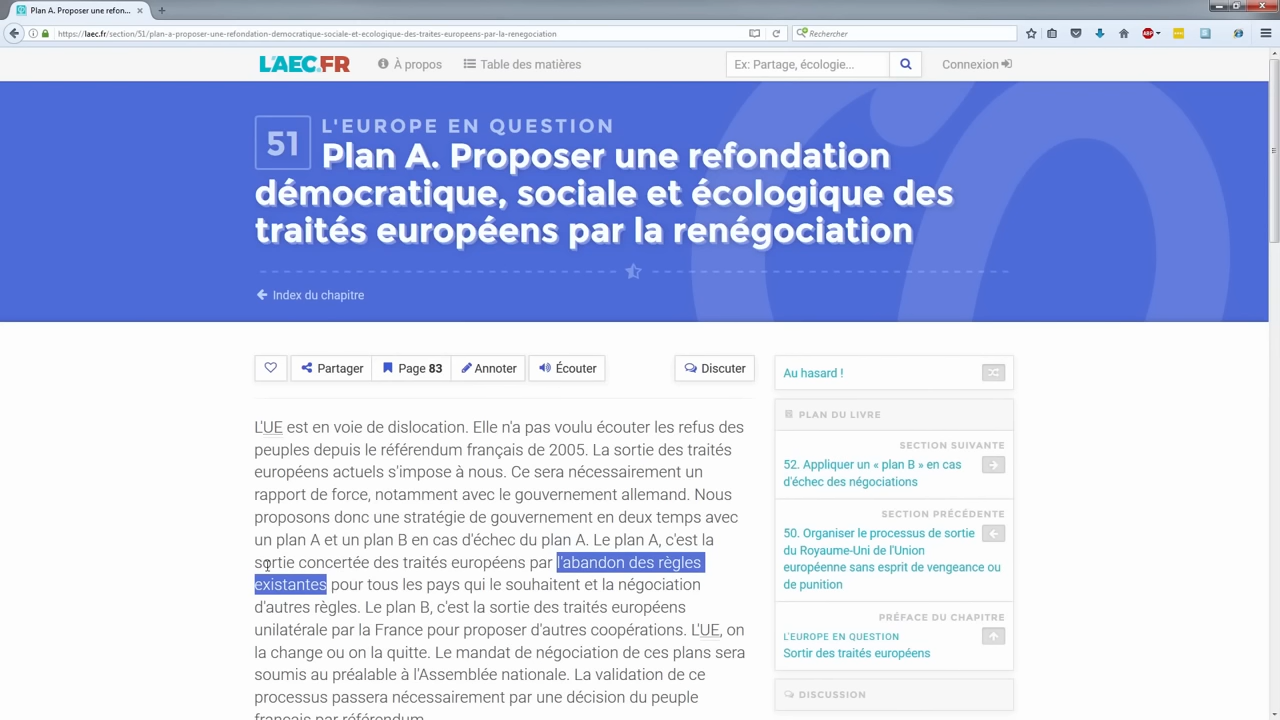 Plan A. Proposer une refon...
https://laec.fr/section/51/plan-a-proposer-une-refondation-democratique-sociale-et-ecologique-des-traites-europeens-par-la-renegociation
Rechercher
ABP
L'AEC.FR
À propos
Table des matières
Ex: Partage, écologie...
Connexion
51
L'EUROPE EN QUESTION
Plan A. Proposer une refondation
démocratique, sociale et écologique des
traités européens par la renégociation
Index du chapitre
Partager
Page 83
Annoter
Écouter
Discuter
L'UE est en voie de dislocation. Elle n'a pas voulu écouter les refus des
peuples depuis le référendum français de 2005. La sortie des traités
européens actuels s'impose à nous. Ce sera nécessairement un
rapport de force, notamment avec le gouvernement allemand. Nous
proposons donc une stratégie de gouvernement en deux temps avec
un plan A et un plan B en cas d'échec du plan A. Le plan A, c'est la
sortie concertée des traités européens par l'abandon des règles
existantes pour tous les pays qui le souhaitent et la négociation
d'autres règles. Le plan B, c'est la sortie des traités européens
unilatérale par la France pour proposer d'autres coopérations. L'UE, on
la change ou on la quitte. Le mandat de négociation de ces plans sera
soumis au préalable à l'Assemblée nationale. La validation de ce
processus passera nécessairement par une décision du peuple
français par référendum.
Au hasard !
PLAN DU LIVRE
SECTION SUIVANTE
52. Appliquer un « plan B » en cas
d'échec des négociations
SECTION PRÉCÉDENTE
50. Organiser le processus de sortie
du Royaume-Uni de l'Union
européenne sans esprit de vengeance ou
de punition
PRÉFACE DU CHAPITRE
L'EUROPE EN QUESTION
Sortir des traités européens
DISCUSSION